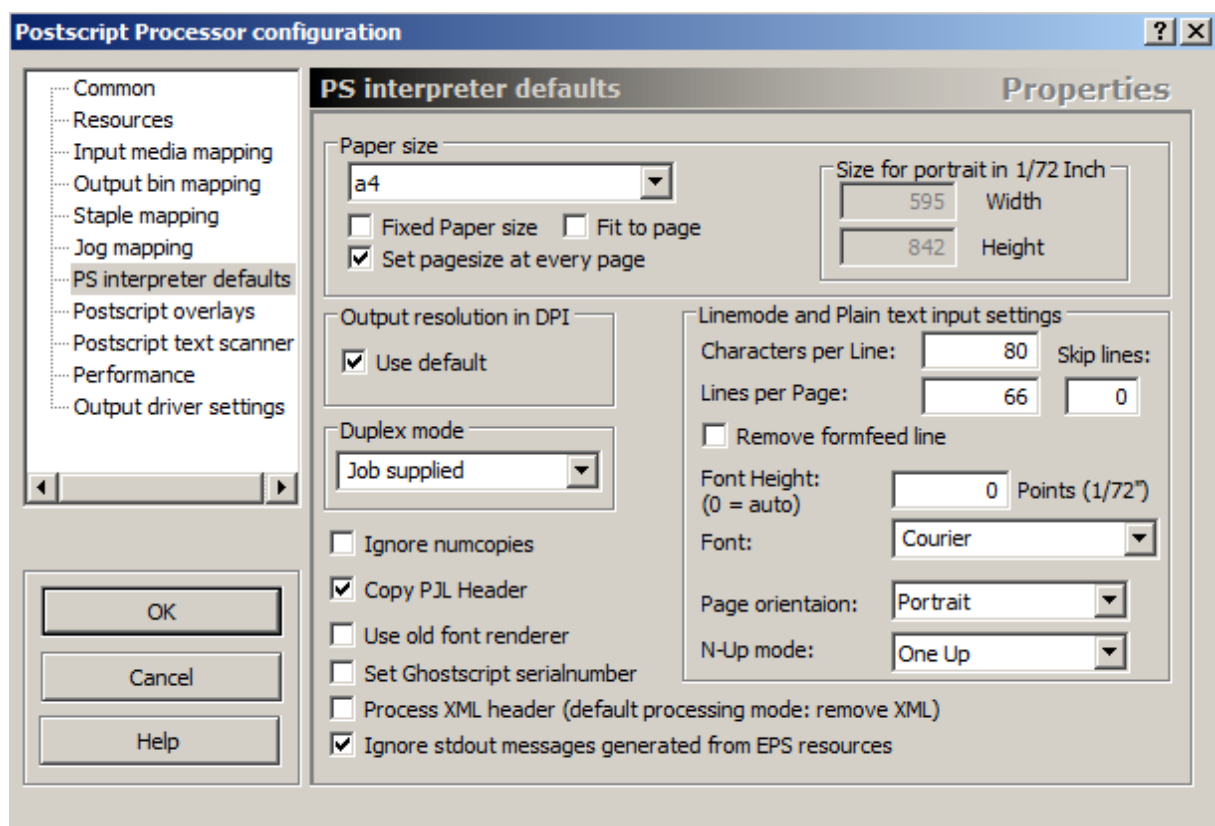 Postscript Processor configuration
Common
Resources
Input media mapping
Output bin mapping
Staple mapping
Jog mapping
PS interpreter defaults
Postscript overlays
Postscript text scanner
Performance
Output driver settings
OK
Cancel
Help
PS interpreter defaults Properties
Paper size
a4
Fixed Paper size Fit to page
Set pagesize at every page
Size for portrait in 1/72 Inch
595 Width
842 Height
Output resolution in DPI
Use default
Duplex mode
Job supplied
Ignore numcopies
Copy PJL Header
Use old font renderer
Set Ghostscript serialnumber
Process XML header (default processing mode: remove XML)
Ignore stdout messages generated from EPS resources
Linemode and Plain text input settings
Characters per Line: 80 Skip lines:
Lines per Page: 66 0
Remove formfeed line
Font Height:
(0 = auto) 0 Points (1/72")
Font: Courier
Page orientaion: Portrait
N-Up mode: One Up